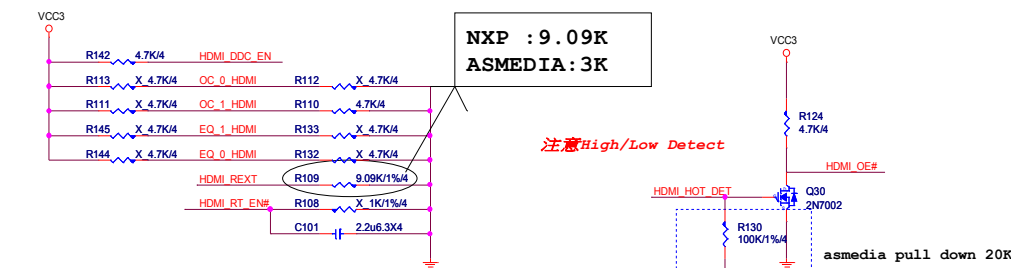 VCC3
NXP :9.09K
ASMEDIA:3K
VCC3
R142 4.7K/4 HDMI_DDC_EN
R113 X_4.7K/4 OC_0_HDMI R112 X_4.7K/4
R111 X_4.7K/4 OC_1_HDMI R110 4.7K/4
R124
4.7K/4
R145 X_4.7K/4 EQ_1_HDMI R133 X_4.7K/4
注意High/Low Detect
R144 X_4.7K/4 EQ_0_HDMI R132 X_4.7K/4
HDMI_OE#
HDMI_REXT R109 9.09K/1%/4
HDMI_HOT_DET
Q30
2N7002
HDMI_RT_EN# R108 X_1K/1%/4
C101 2.2u6.3X4
R130
100K/1%/4
asmedia pull down 20K